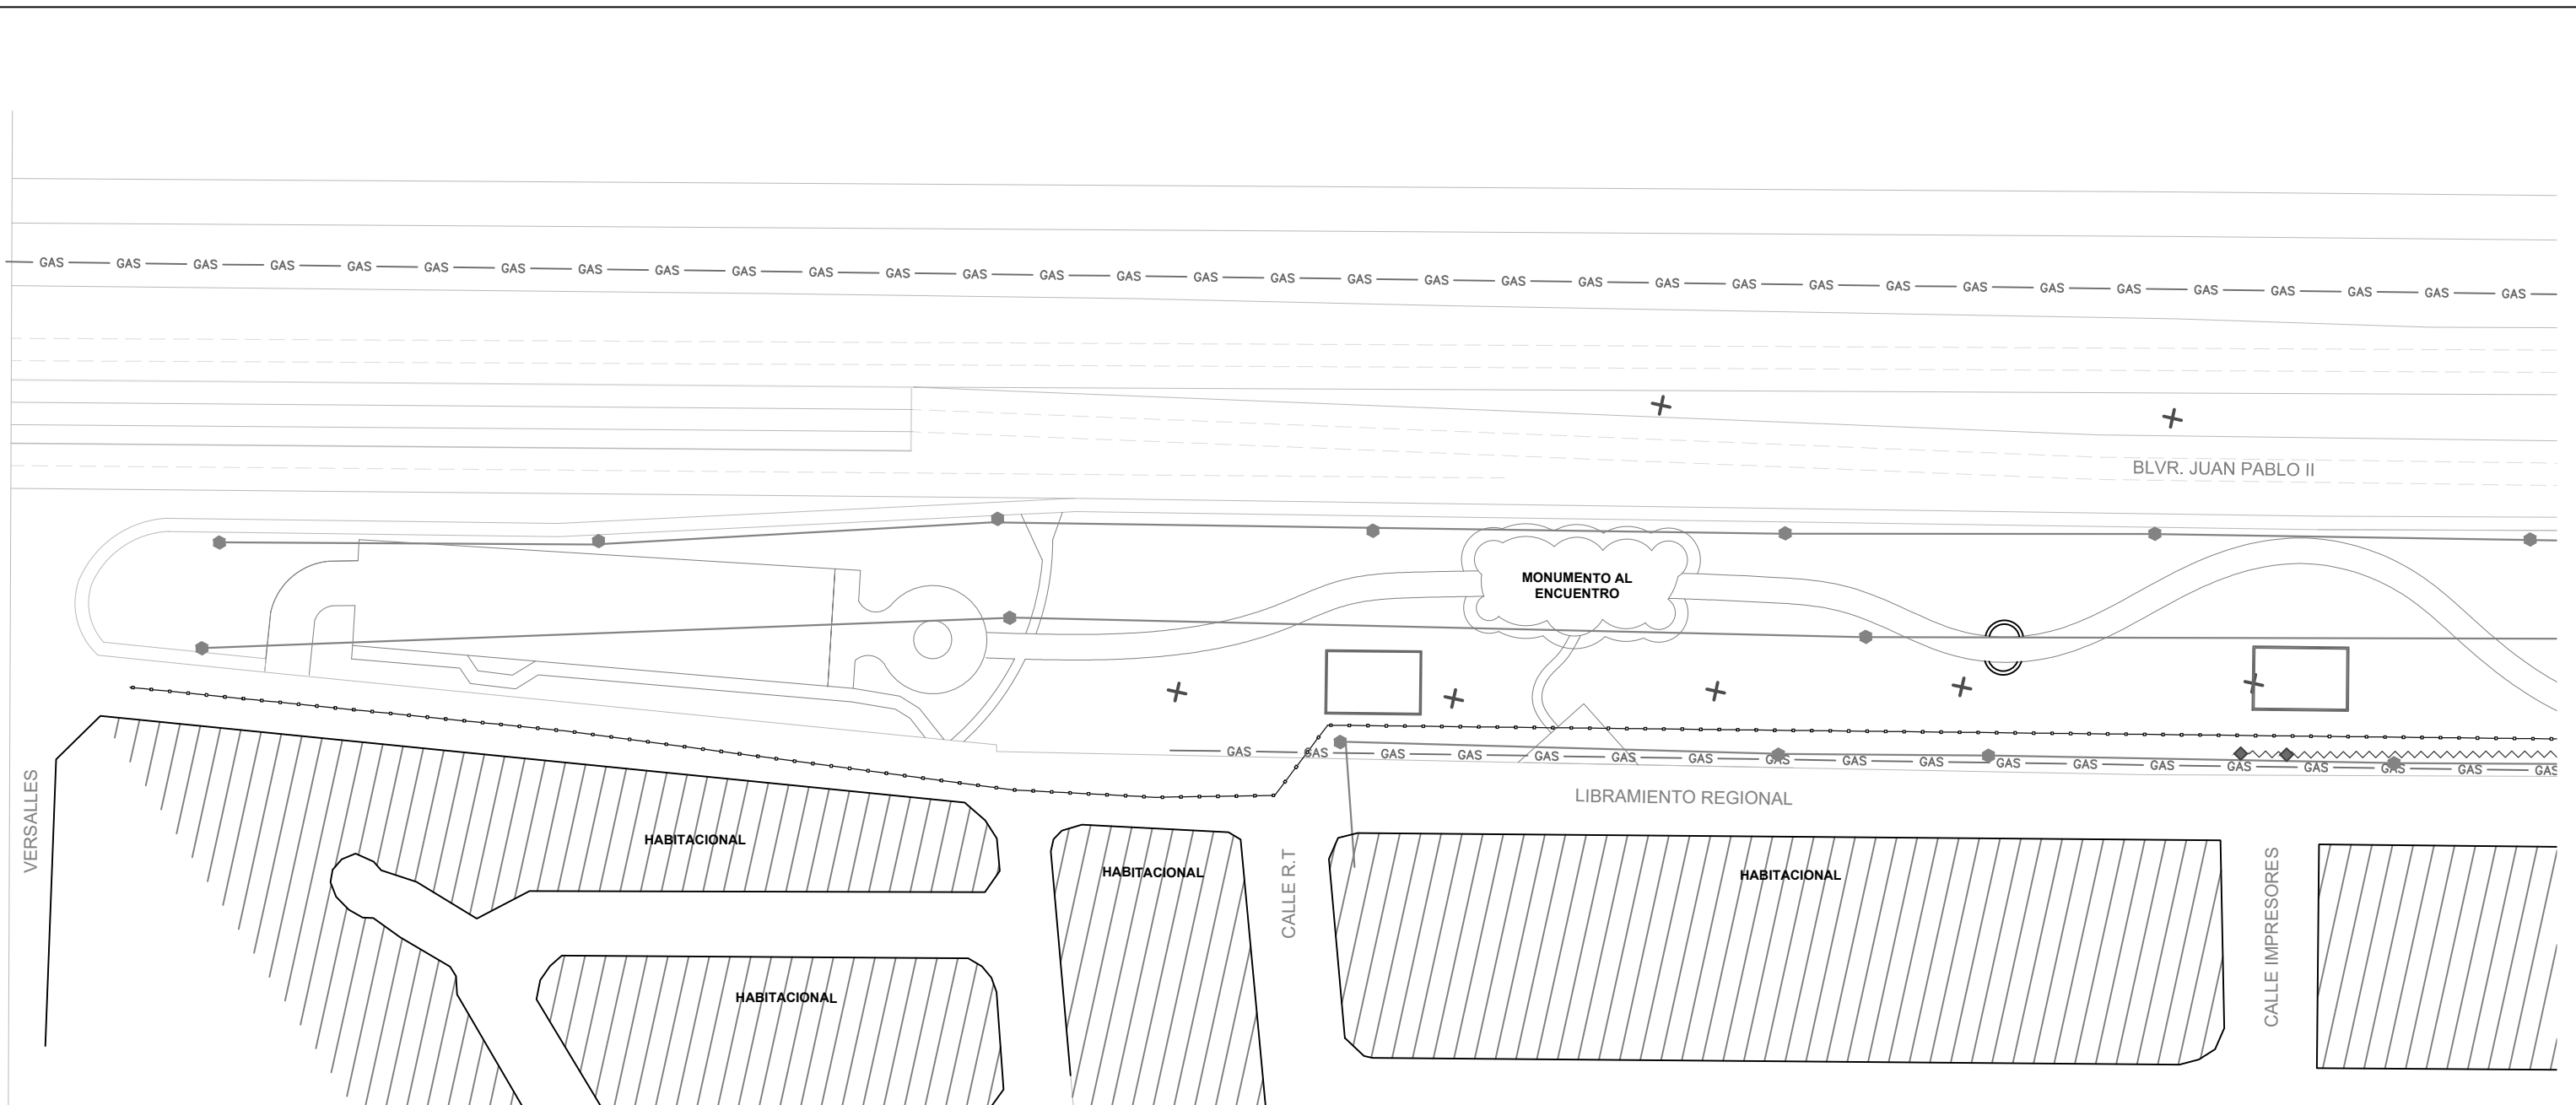 GAS GAS GAS GAS GAS GAS GAS GAS GAS GAS GAS GAS GAS GAS GAS GAS GAS GAS GAS GAS GAS GAS GAS GAS GAS GAS GAS GAS GAS GAS GAS GAS GAS
BLVR. JUAN PABLO II
MONUMENTO AL
ENCUENTRO
GAS GAS GAS GAS GAS GAS GAS GAS GAS GAS GAS GAS GAS GAS GAS GAS GAS GAS
LIBRAMIENTO REGIONAL
VERSALLES
HABITACIONAL
HABITACIONAL
CALLE R.T
HABITACIONAL
CALLE IMPRESORES
HABITACIONAL